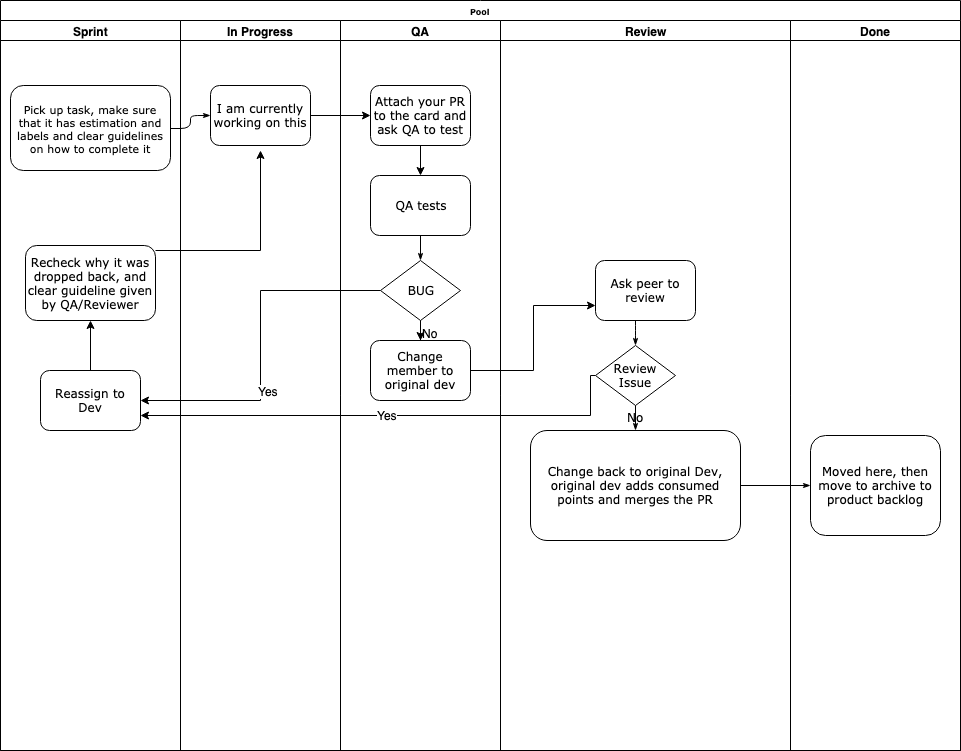 Pool
Sprint
In Progress
QA
Review
Done
Pick up task, make sure
that it has estimation and
labels and clear guidelines
on how to complete it
I am currently
working on this
Attach your PR
to the card and
ask QA to test
QA tests
BUG
No
Change
member to
original dev
Yes
Recheck why it was
dropped back, and
clear guideline given
by QA/Reviewer
Reassign to
Dev
Ask peer to
review
Review
Issue
Yes
No
Change back to original Dev,
original dev adds consumed
points and merges the PR
Moved here, then
move to archive to
product backlog